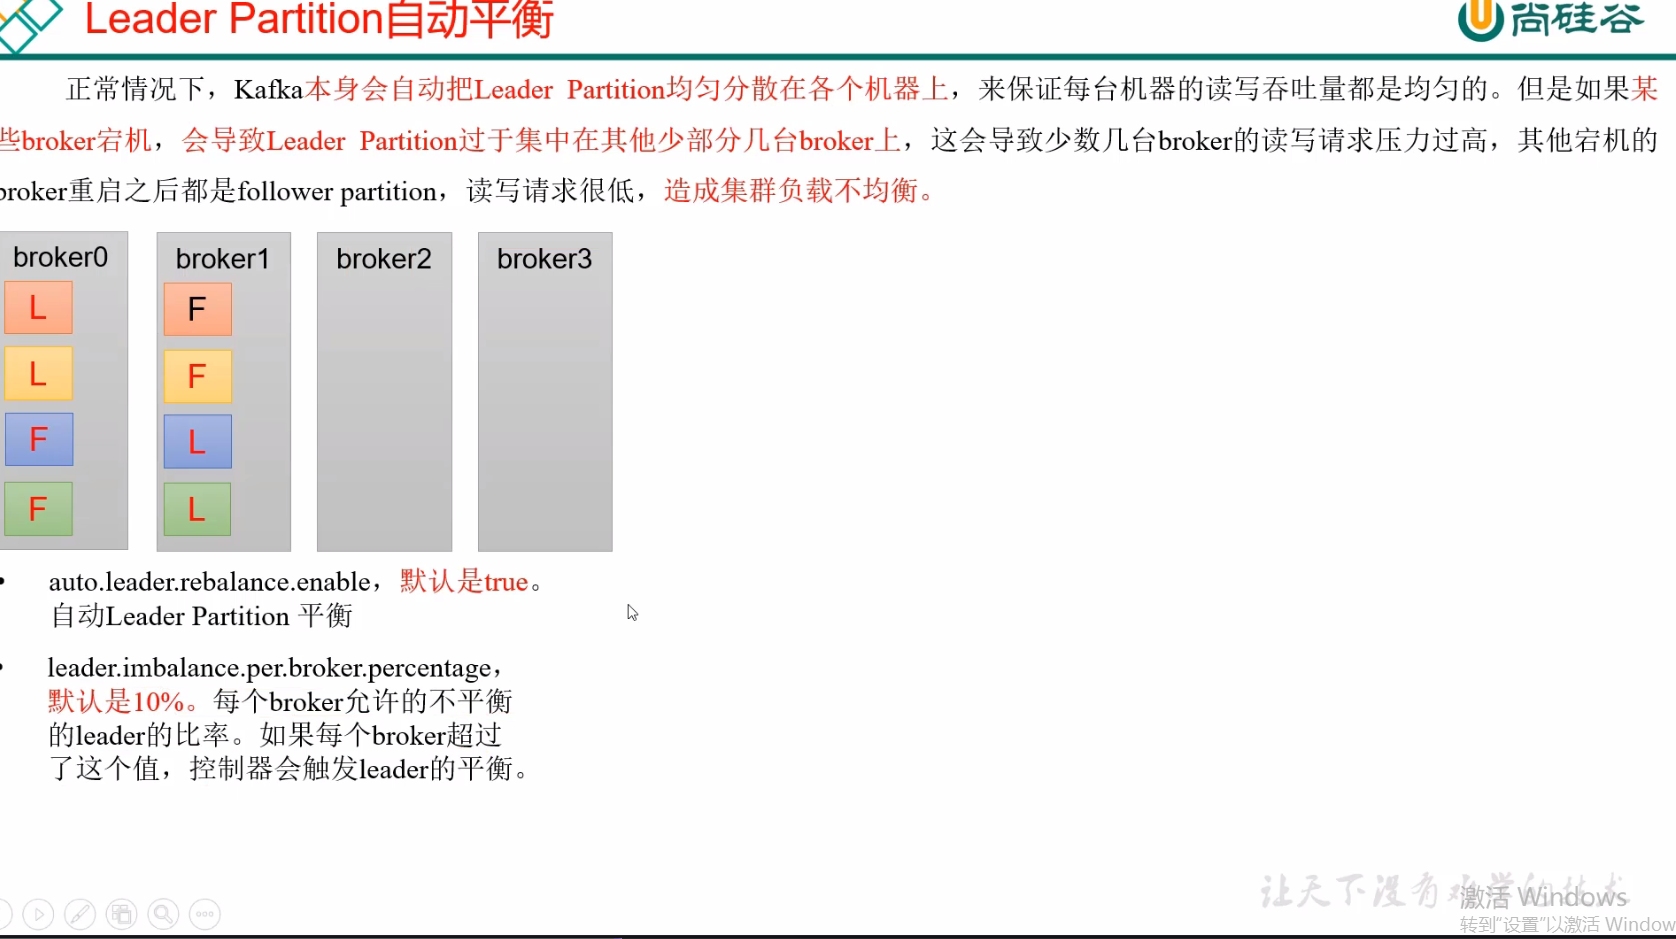 Leader Partition自动平衡
尚硅谷
正常情况下，Kafka本身会自动把Leader Partition均匀分散在各个机器上，来保证每台机器的读写吞吐量都是均匀的。但是如果某
些broker宕机，会导致Leader Partition过于集中在其他少部分几台broker上，这会导致少数几台broker的读写请求压力过高，其他宕机的
broker重启之后都是follower partition，读写请求很低，造成集群负载不均衡。
broker0 broker1 broker2 broker3
L F
L F
F L
F L
• auto.leader.rebalance.enable，默认是true。
自动Leader Partition 平衡
• leader.imbalance.per.broker.percentage，
默认是10%。每个broker允许的不平衡
的leader的比率。如果每个broker超过
了这个值，控制器会触发leader的平衡。
让天下没有难学的技术
激活 Windows
转到"设置"以激活 Window